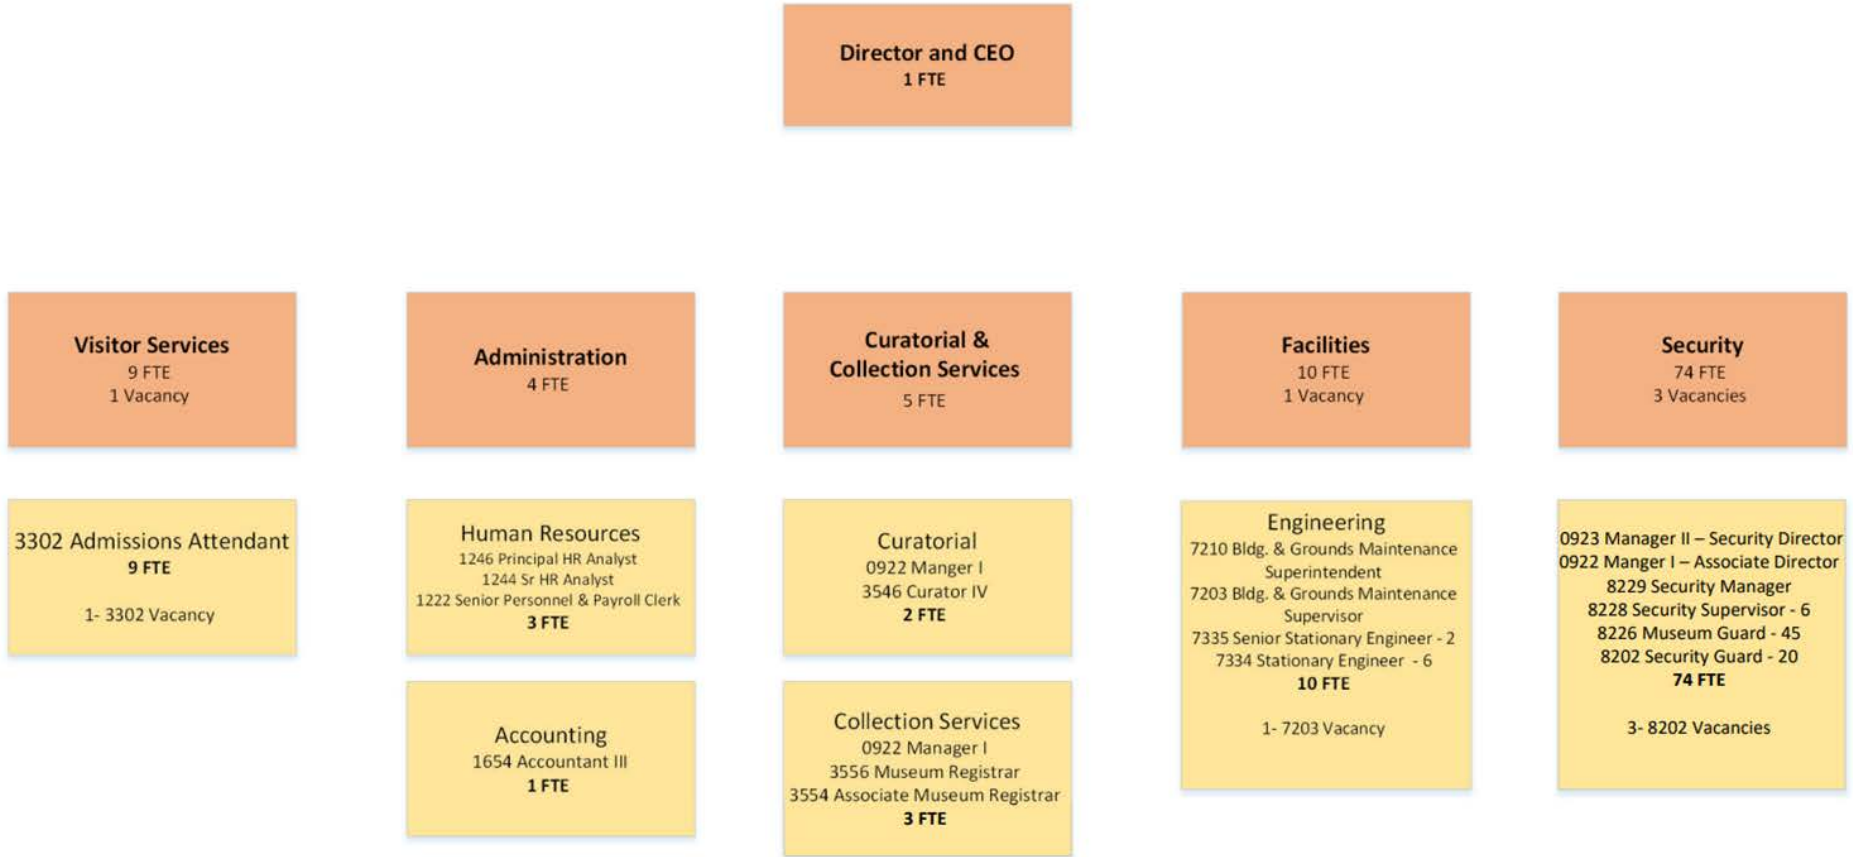 Director and CEO
1 FTE
Visitor Services
9 FTE
1 Vacancy
Administration
4 FTE
Curatorial &
Collection Services
5 FTE
Facilities
10 FTE
1 Vacancy
Security
74 FTE
3 Vacancies
3302 Admissions Attendant
9 FTE
1- 3302 Vacancy
Human Resources
1246 Principal HR Analyst
1244 Sr HR Analyst
1222 Senior Personnel & Payroll Clerk
3 FTE
Accounting
1654 Accountant III
1 FTE
Curatorial
0922 Manger I
3546 Curator IV
2 FTE
Collection Services
0922 Manager I
3556 Museum Registrar
3554 Associate Museum Registrar
3 FTE
Engineering
7210 Bldg. & Grounds Maintenance
Superintendent
7203 Bldg. & Grounds Maintenance
Supervisor
7335 Senior Stationary Engineer - 2
7334 Stationary Engineer - 6
10 FTE
1- 7203 Vacancy
0923 Manager II – Security Director
0922 Manger I – Associate Director
8229 Security Manager
8228 Security Supervisor - 6
8226 Museum Guard - 45
8202 Security Guard - 20
74 FTE
3- 8202 Vacancies